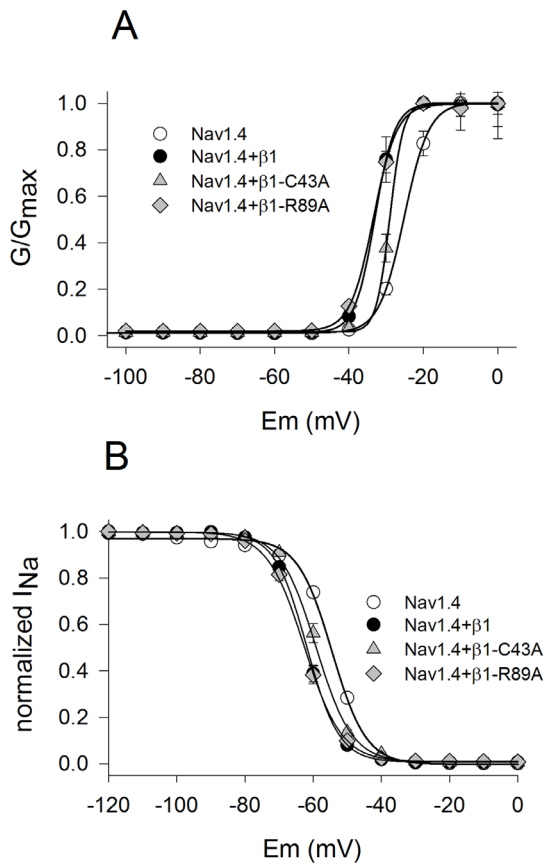 A
1.0
0.8
0.6
0.4
0.2
0.0
G/Gmax
Nav1.4
Nav1.4+β1
Nav1.4+β1-C43A
Nav1.4+β1-R89A
-100 -80 -60 -40 -20 0
Em (mV)
B
1.0
0.8
0.6
0.4
0.2
0.0
normalized INa
Nav1.4
Nav1.4+β1
Nav1.4+β1-C43A
Nav1.4+β1-R89A
-120 -100 -80 -60 -40 -20 0
Em (mV)